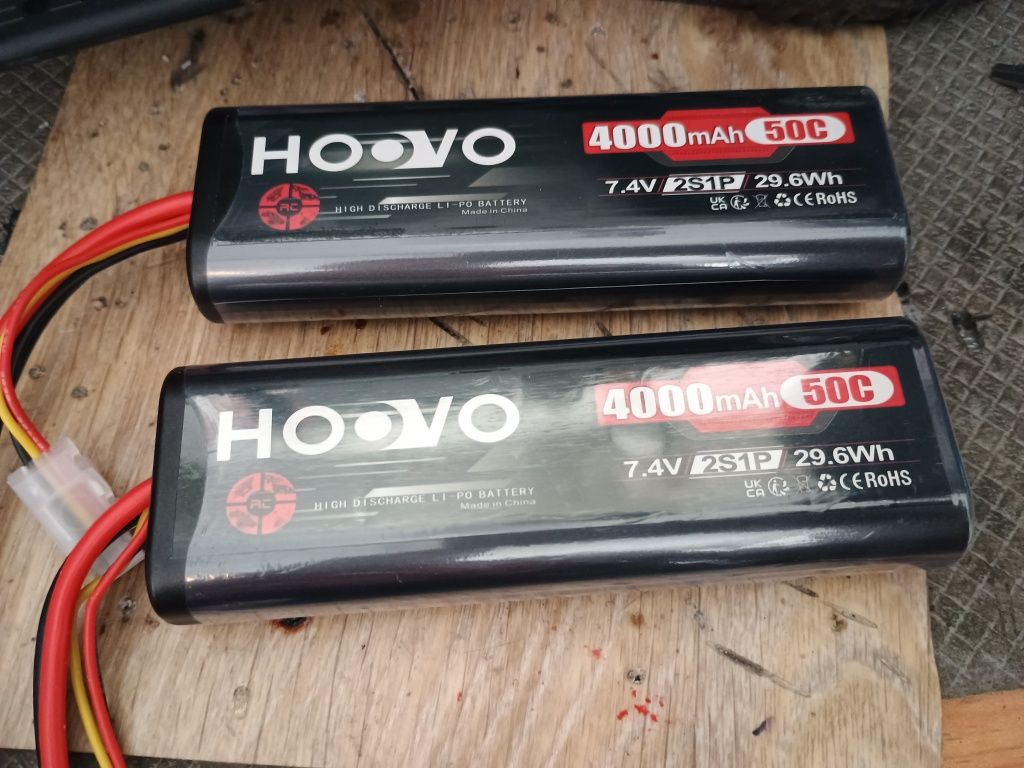 HOOVO
4000mAh 50C
7.4V / 2S1P / 29.6Wh
RC
HIGH DISCHARGE LI-PO BATTERY
Made in China
UK
CA
CE RoHS
HOOVO
4000mAh 50C
7.4V / 2S1P / 29.6Wh
RC
HIGH DISCHARGE LI-PO BATTERY
Made in China
UK
CA
CE RoHS